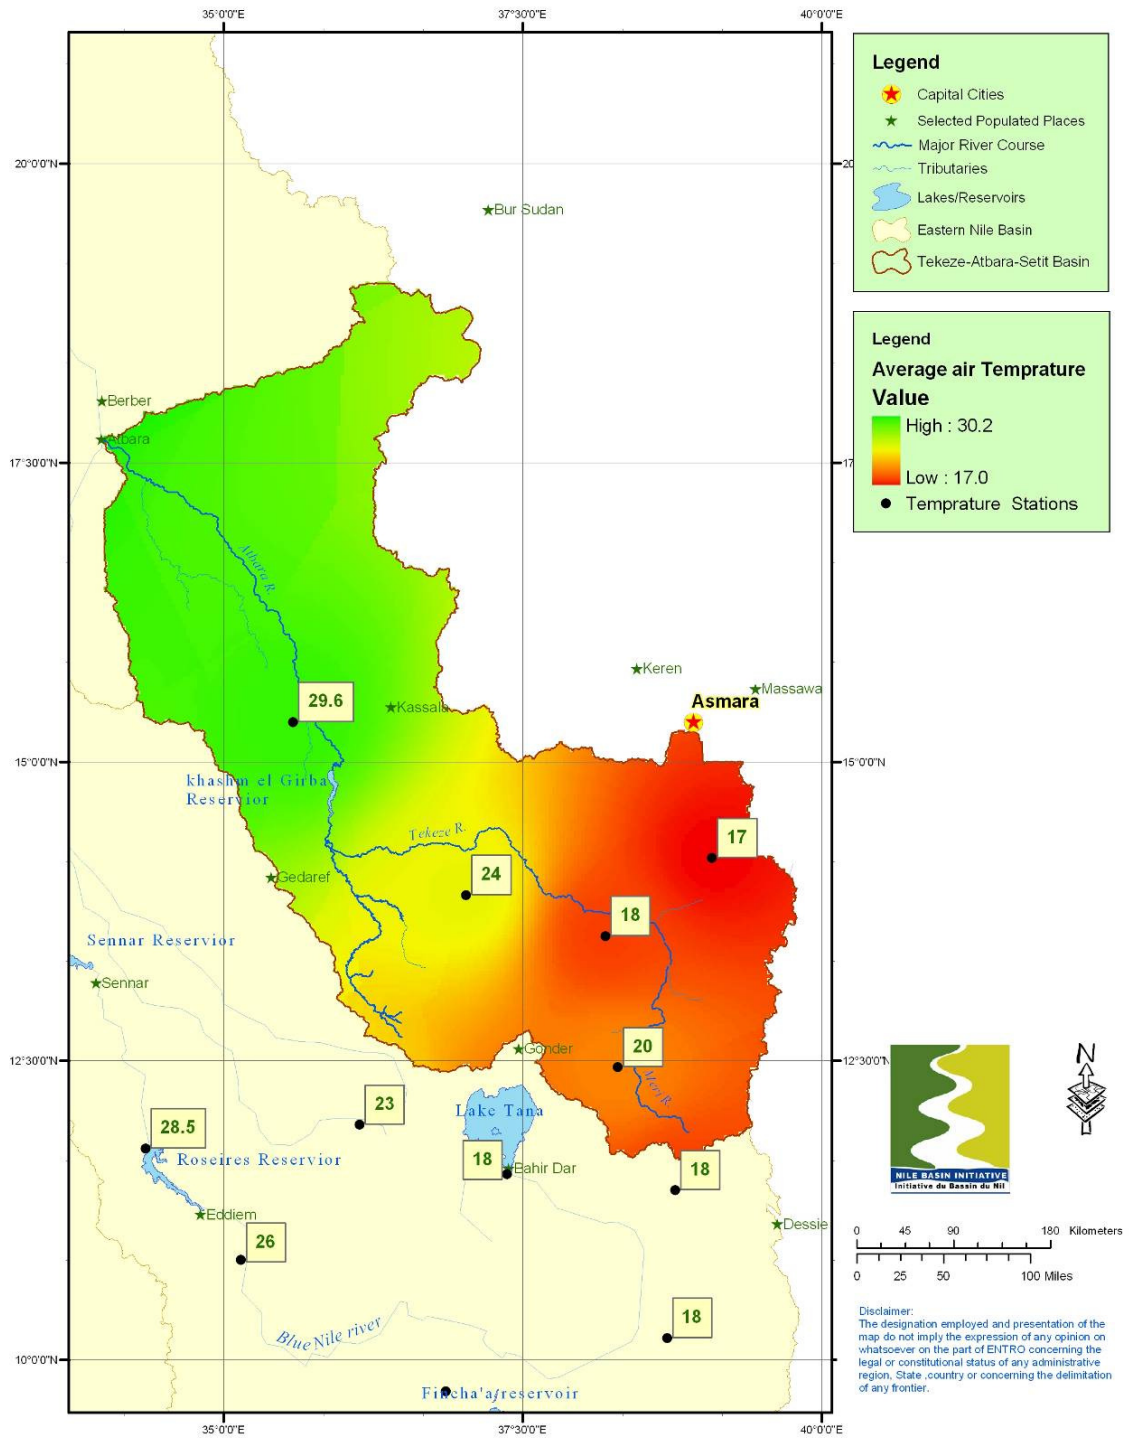 35°0'0"E
37°30'0"E
40°0'0"E
20°0'0"N
20
17°30'0"N
17
15°0'0"N
15°0'0"N
12°30'0"N
12°30'0"N
10°0'0"N
10°0'0"N
35°0'0"E
37°30'0"E
40°0'0"E
Bur Sudan
Berber
Atbara
Atbara R.
29.6
Kassala
Keren
Massawa
Asmara
khashm el Girba
Reservior
Tekeze R.
17
24
18
Gedaref
Sennar Reservior
Sennar
20
Gonder
Meri R.
23
Lake Tana
28.5
Roseires Reservior
18
Bahir Dar
18
Eddiem
Dessie
26
18
Blue Nile river
Fincha'a reservoir
Legend
Capital Cities
Selected Populated Places
Major River Course
Tributaries
Lakes/Reservoirs
Eastern Nile Basin
Tekeze-Atbara-Setit Basin
Legend
Average air Temprature
Value
High : 30.2
Low : 17.0
Temprature Stations
N
NILE BASIN INITIATIVE
Initiative du Bassin du Nil
0 45 90 180 Kilometers
0 25 50 100 Miles
Disclaimer:
The designation employed and presentation of the
map do not imply the expression of any opinion on
whatsoever on the part of ENTRO concerning the
legal or constitutional status of any administrative
region, State ,country or concerning the delimitation
of any frontier.